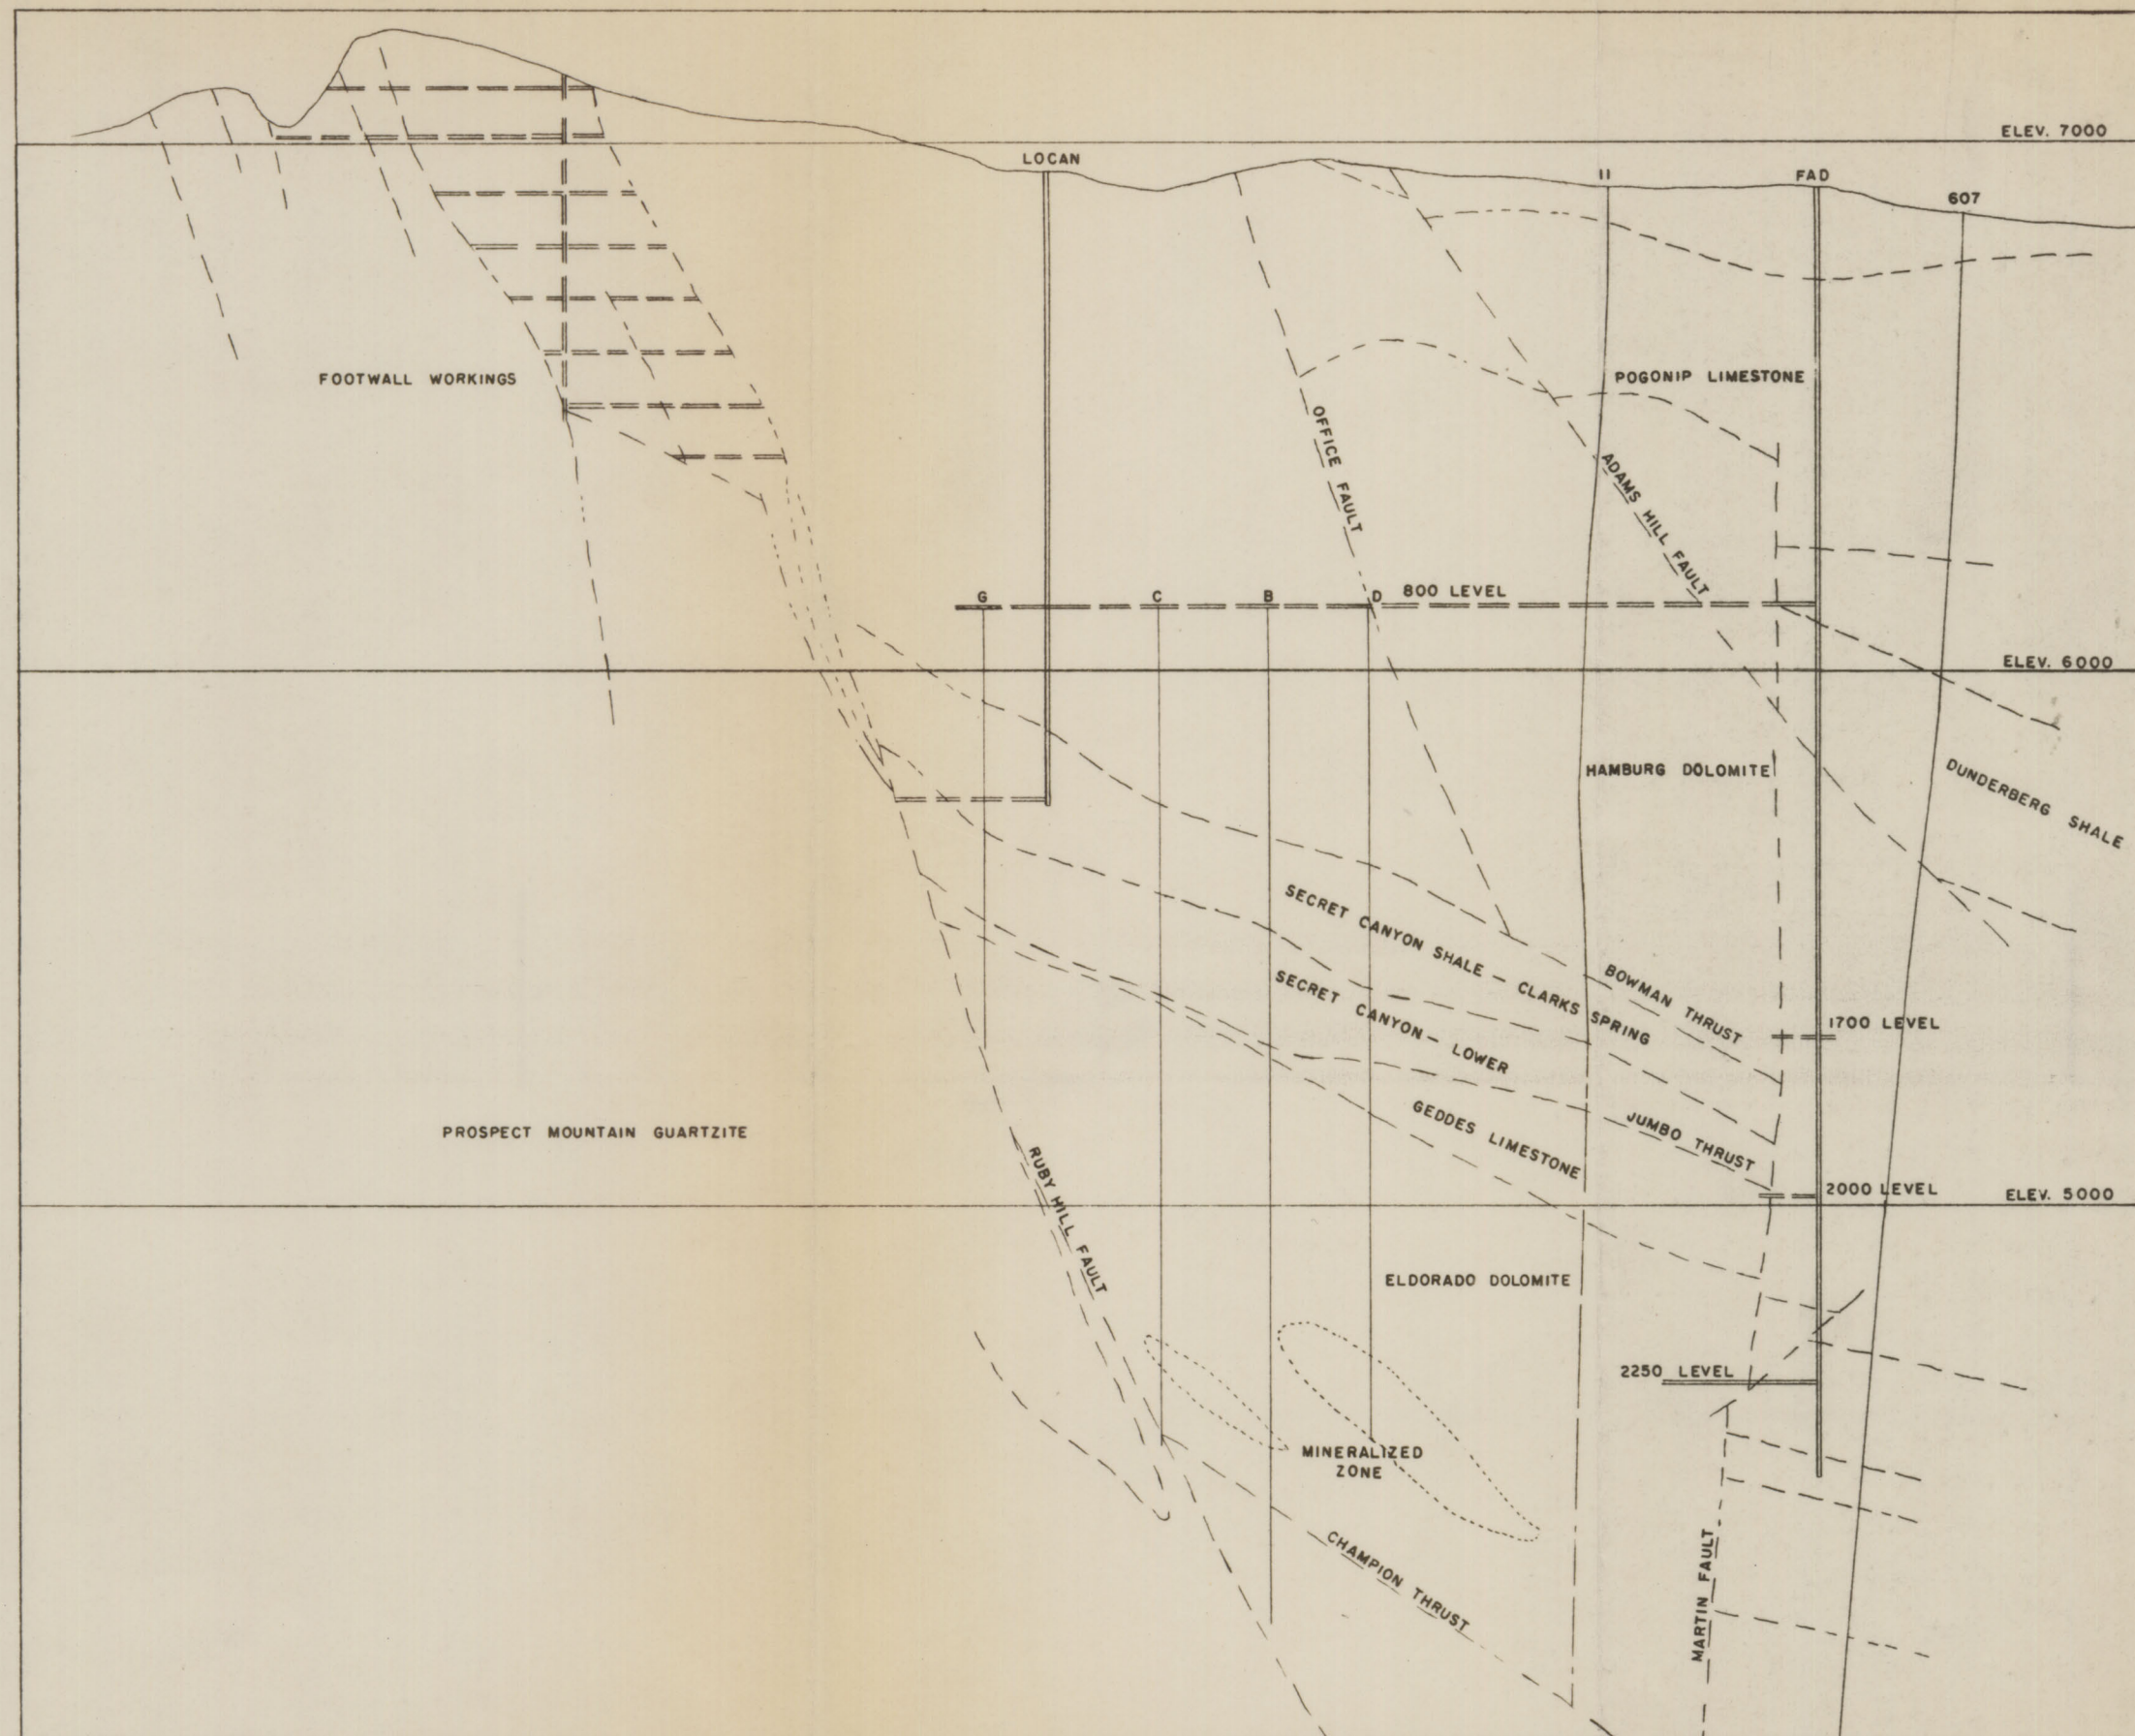 ELEV. 7000
LOCAN
11
FAD
607
FOOTWALL WORKINGS
POGONIP LIMESTONE
OFFICE FAULT
ADAMS HILL FAULT
G
C
B
D
800 LEVEL
ELEV. 6000
HAMBURG DOLOMITE
DUNDERBERG SHALE
SECRET CANYON SHALE – CLARKS SPRING
BOWMAN THRUST
SECRET CANYON – LOWER
1700 LEVEL
GEDDES LIMESTONE
JUMBO THRUST
PROSPECT MOUNTAIN GUARTZITE
RUBY HILL FAULT
2000 LEVEL
ELEV. 5000
ELDORADO DOLOMITE
2250 LEVEL
MINERALIZED
ZONE
CHAMPION THRUST
MARTIN FAULT